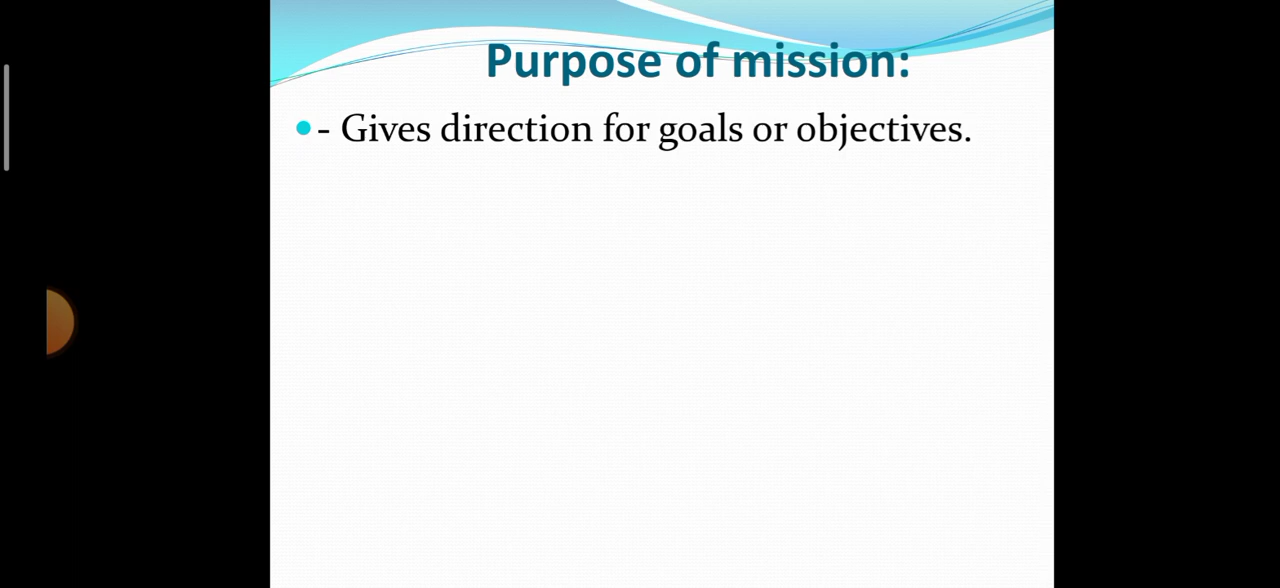 Purpose of mission:
- Gives direction for goals or objectives.